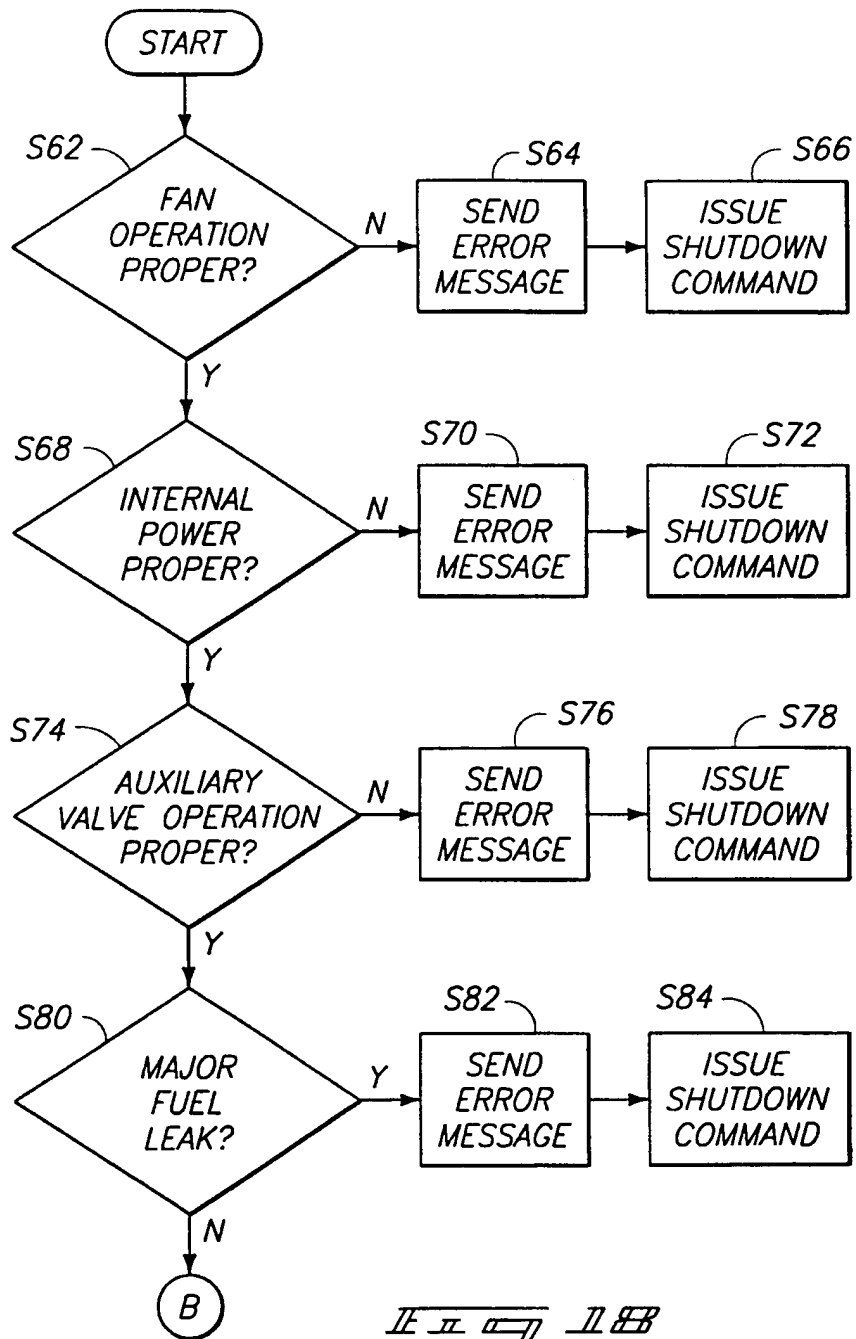 START
S62
FAN
OPERATION
PROPER?
N
S64
SEND
ERROR
MESSAGE
S66
ISSUE
SHUTDOWN
COMMAND
Y
S68
INTERNAL
POWER
PROPER?
N
S70
SEND
ERROR
MESSAGE
S72
ISSUE
SHUTDOWN
COMMAND
Y
S74
AUXILIARY
VALVE OPERATION
PROPER?
N
S76
SEND
ERROR
MESSAGE
S78
ISSUE
SHUTDOWN
COMMAND
Y
S80
MAJOR
FUEL
LEAK?
Y
S82
SEND
ERROR
MESSAGE
S84
ISSUE
SHUTDOWN
COMMAND
N
B
FIG 18